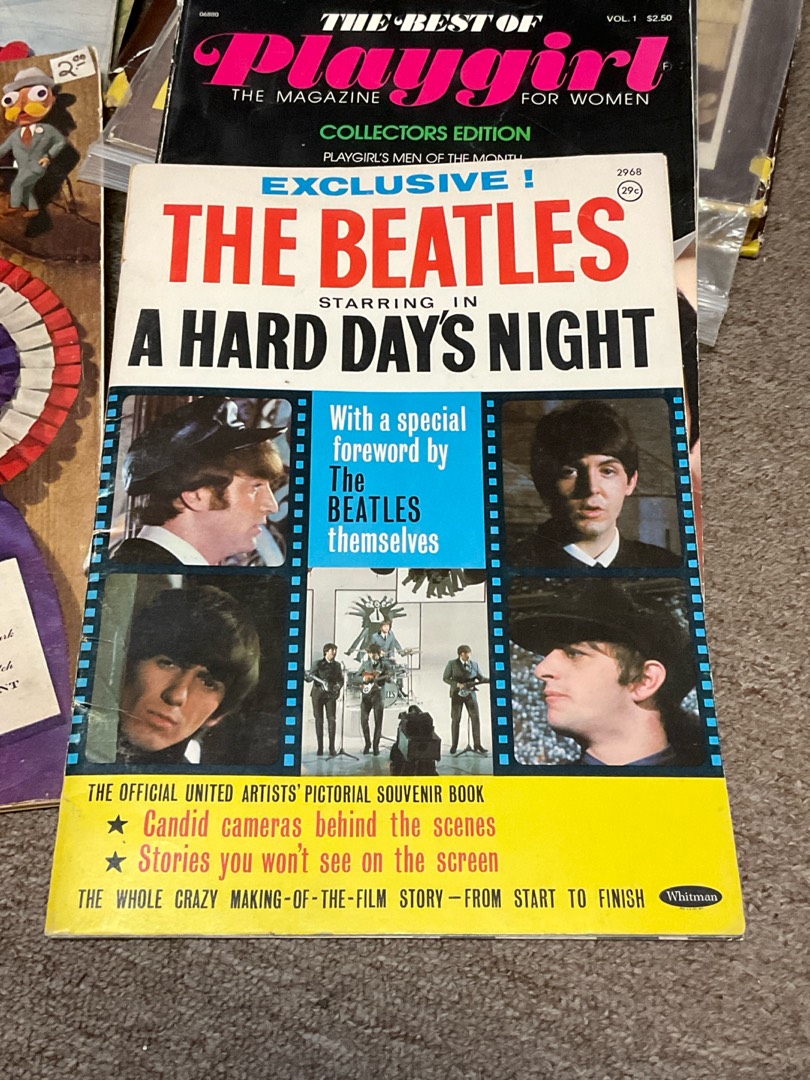 06880
THE BEST OF
VOL. 1 $2.50
Playgirl
THE MAGAZINE FOR WOMEN
COLLECTORS EDITION
PLAYGIRL'S MEN OF THE MONTH
EXCLUSIVE !
2968
29c
THE BEATLES
STARRING IN
A HARD DAY'S NIGHT
With a special
foreword by
The
BEATLES
themselves
THE OFFICIAL UNITED ARTISTS' PICTORIAL SOUVENIR BOOK
★ Candid cameras behind the scenes
★ Stories you won't see on the screen
THE WHOLE CRAZY MAKING-OF-THE-FILM STORY — FROM START TO FINISH
Whitman